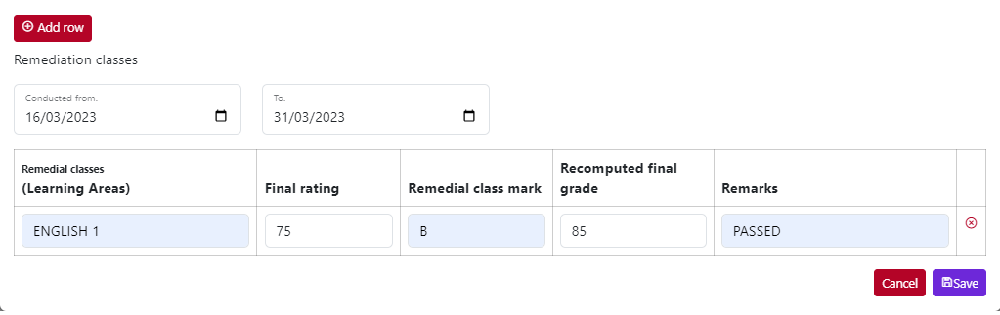 Add row
Remediation classes
Conducted from.
To.
16/03/2023
31/03/2023
Remedial classes
(Learning Areas)
Final rating
Remedial class mark
Recomputed final
grade
Remarks
ENGLISH 1
75
B
85
PASSED
Cancel
Save